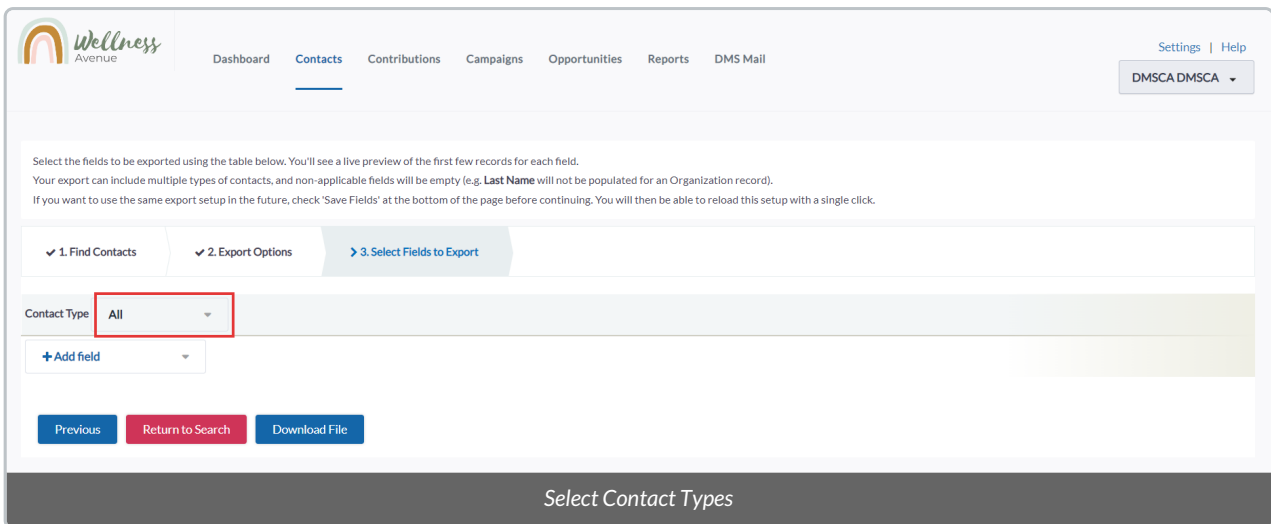 Wellness
Avenue
Dashboard Contacts Contributions Campaigns Opportunities Reports DMS Mail
Settings | Help
DMSCA DMSCA
Select the fields to be exported using the table below. You'll see a live preview of the first few records for each field.
Your export can include multiple types of contacts, and non-applicable fields will be empty (e.g. Last Name will not be populated for an Organization record).
If you want to use the same export setup in the future, check 'Save Fields' at the bottom of the page before continuing. You will then be able to reload this setup with a single click.
1. Find Contacts 2. Export Options 3. Select Fields to Export
Contact Type All
+ Add field
Previous Return to Search Download File
Select Contact Types